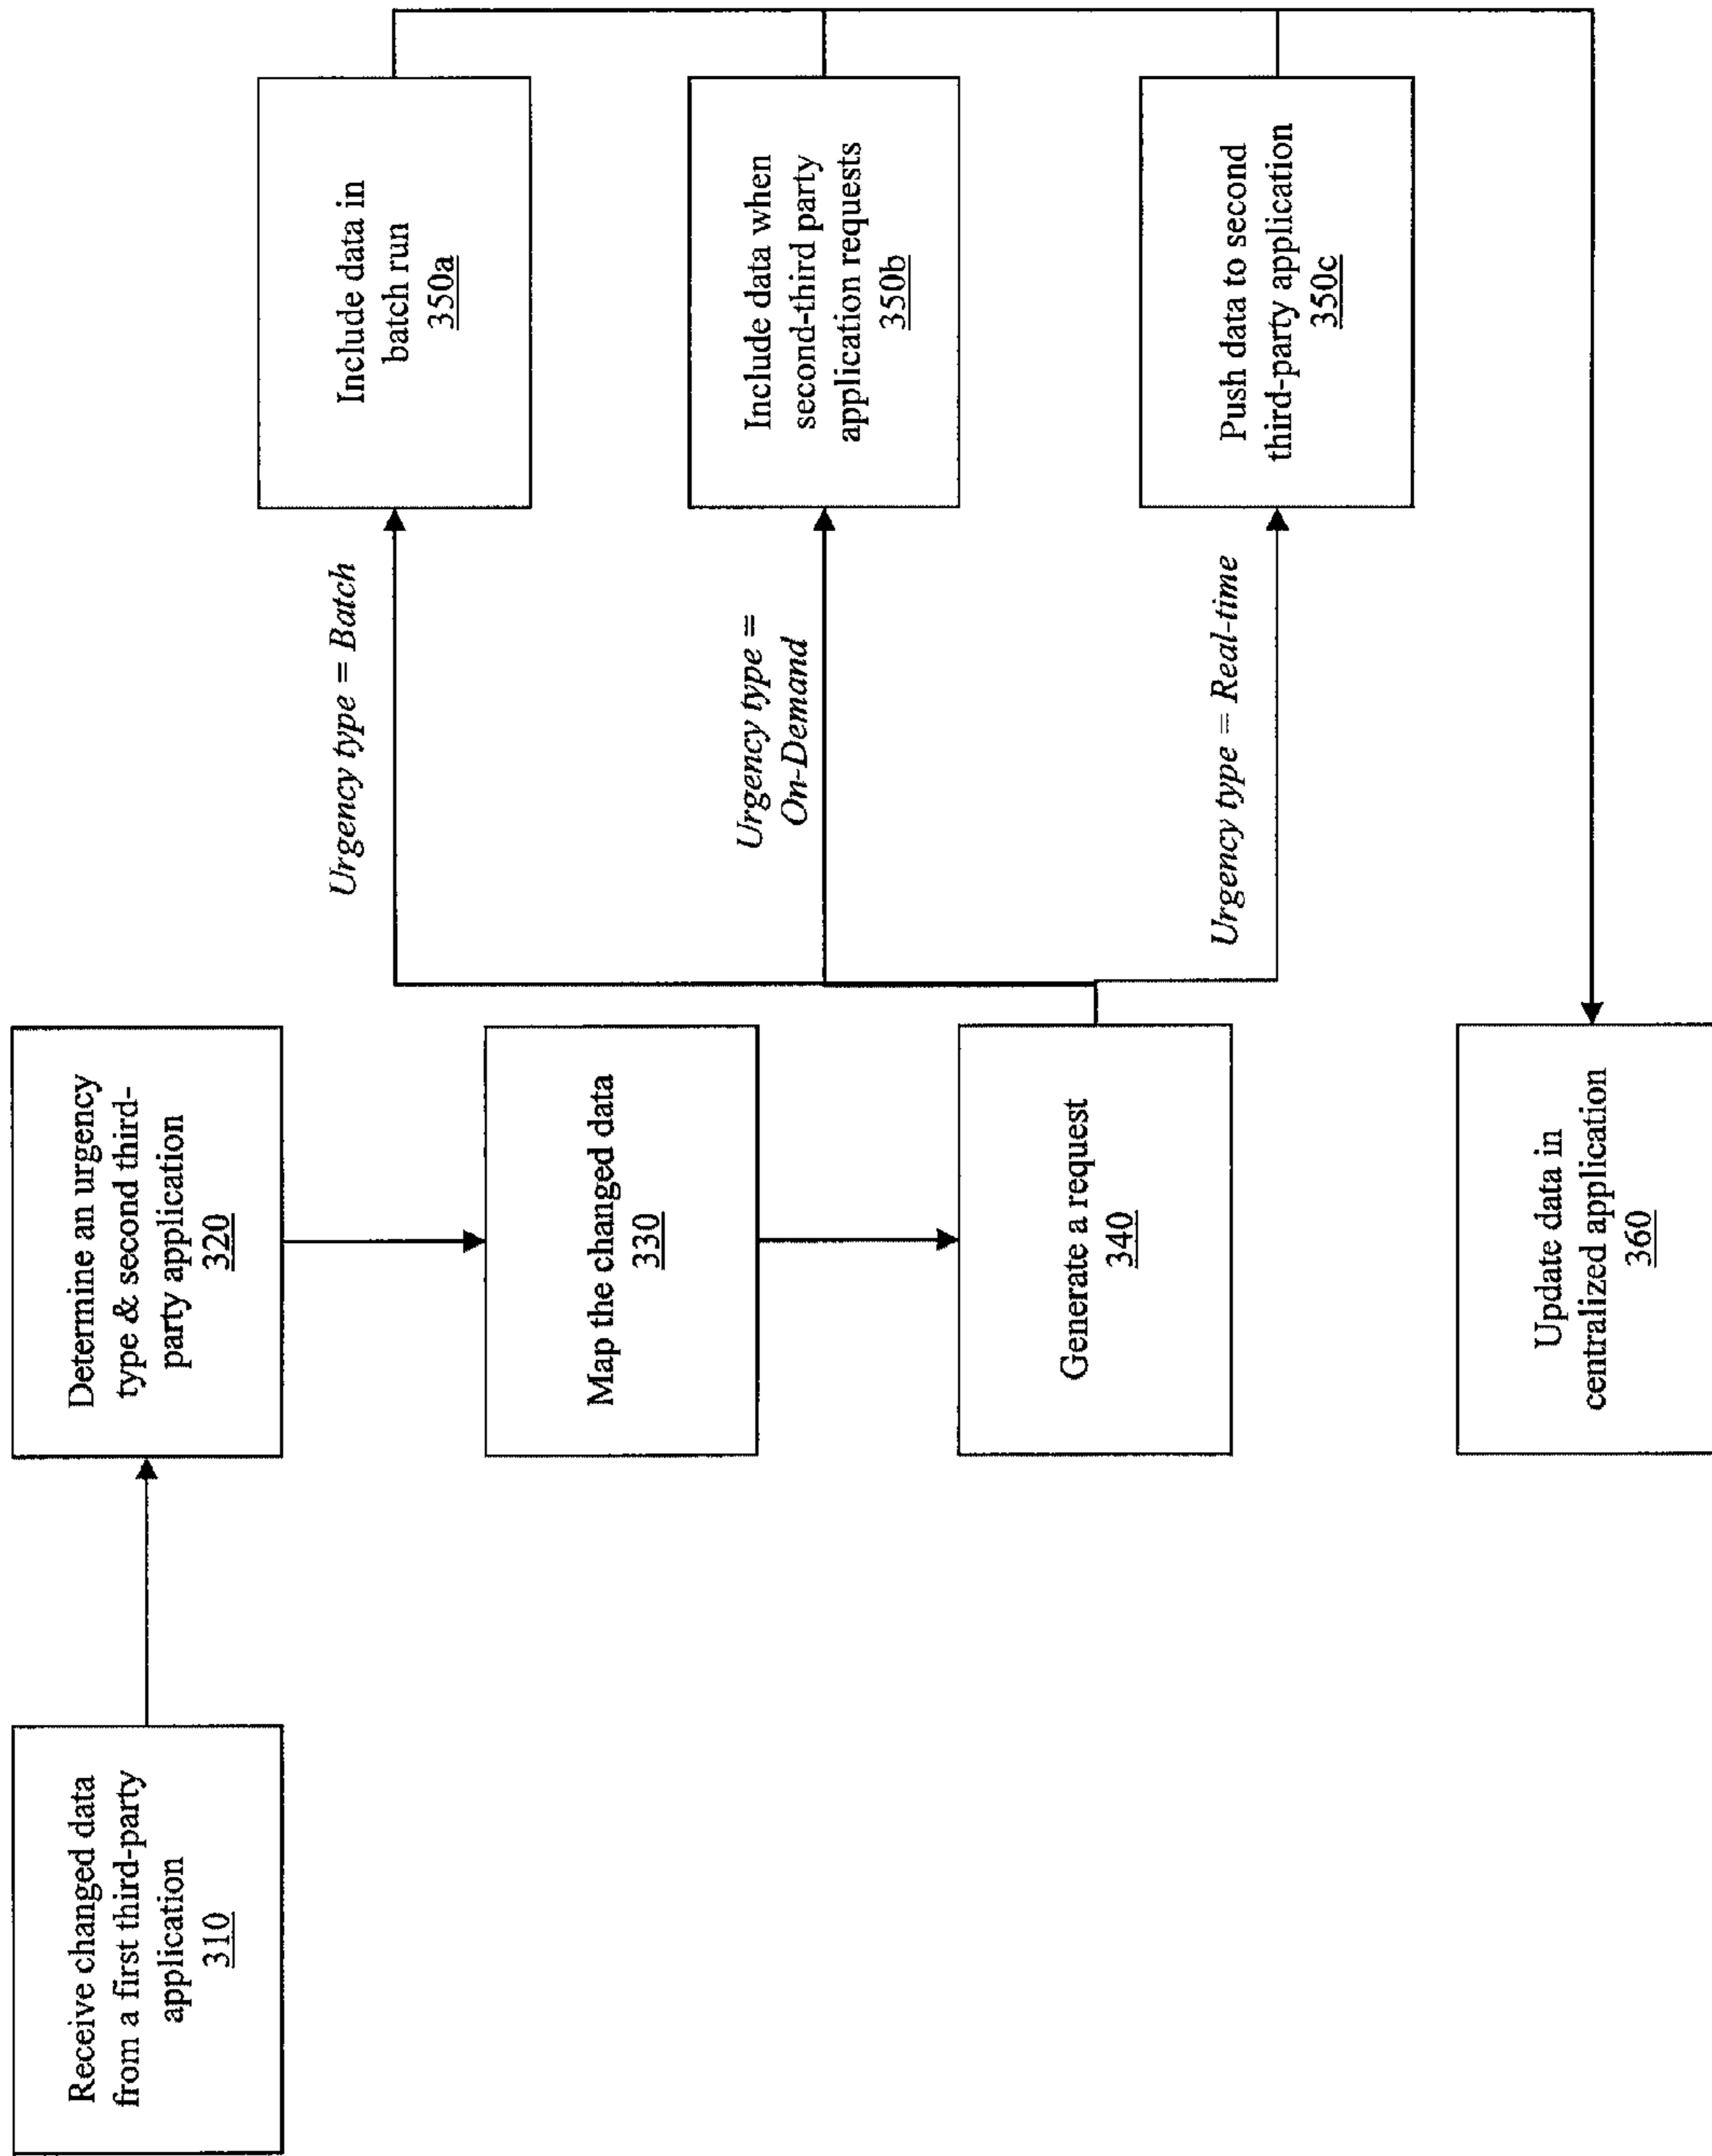 Receive changed data
from a first third-party
application
310
Determine an urgency
type & second third-
party application
320
Map the changed data
330
Generate a request
340
Urgency type = Batch
Urgency type =
On-Demand
Urgency type = Real-time
Include data in
batch run
350a
Include data when
second-third party
application requests
350b
Push data to second
third-party application
350c
Update data in
centralized application
360